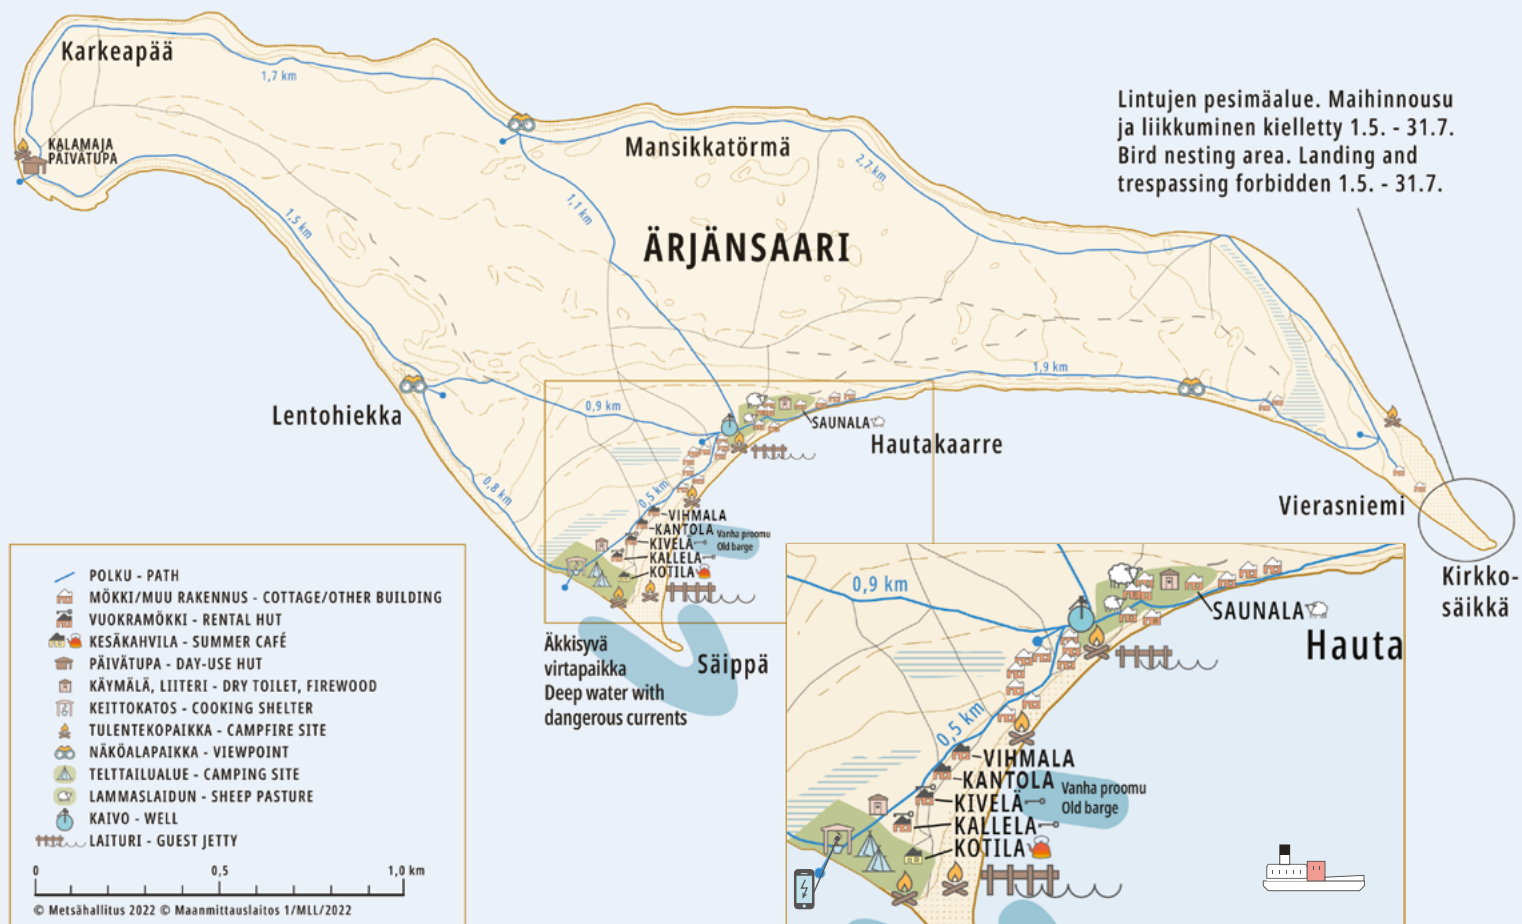 Karkeapää
1,7 km
KALAMAJA
PÄIVÄTUPA
Mansikkatörmä
2,7 km
Lintujen pesimäalue. Maihinnousu
ja liikkuminen kielletty 1.5. - 31.7.
Bird nesting area. Landing and
trespassing forbidden 1.5. - 31.7.
1,5 km
1,1 km
ÄRJÄNSAARI
1,9 km
Lentohiekka
0,9 km
SAUNALA
Hautakaarre
0,8 km
0,5 km
VIHMALA
KANTOLA
KIVELÄ
KALLELA
KOTILA
Vanha proomu
Old barge
Vierasniemi
Kirkko-
säikkä
Äkkisyvä
virtapaikka
Deep water with
dangerous currents
Säippä
POLKU - PATH
MÖKKI/MUU RAKENNUS - COTTAGE/OTHER BUILDING
VUOKRAMÖKKI - RENTAL HUT
KESÄKAHVILA - SUMMER CAFÉ
PÄIVÄTUPA - DAY-USE HUT
KÄYMÄLÄ, LIITERI - DRY TOILET, FIREWOOD
KEITTOKATOS - COOKING SHELTER
TULENTEKOPAIKKA - CAMPFIRE SITE
NÄKÖALAPAIKKA - VIEWPOINT
TELTTAILUALUE - CAMPING SITE
LAMMASLAIDUN - SHEEP PASTURE
KAIVO - WELL
LAITURI - GUEST JETTY
0 0,5 1,0 km
© Metsähallitus 2022 © Maanmittauslaitos 1/MLL/2022
0,9 km
SAUNALA
Hauta
0,5 km
VIHMALA
KANTOLA
KIVELÄ
KALLELA
KOTILA
Vanha proomu
Old barge